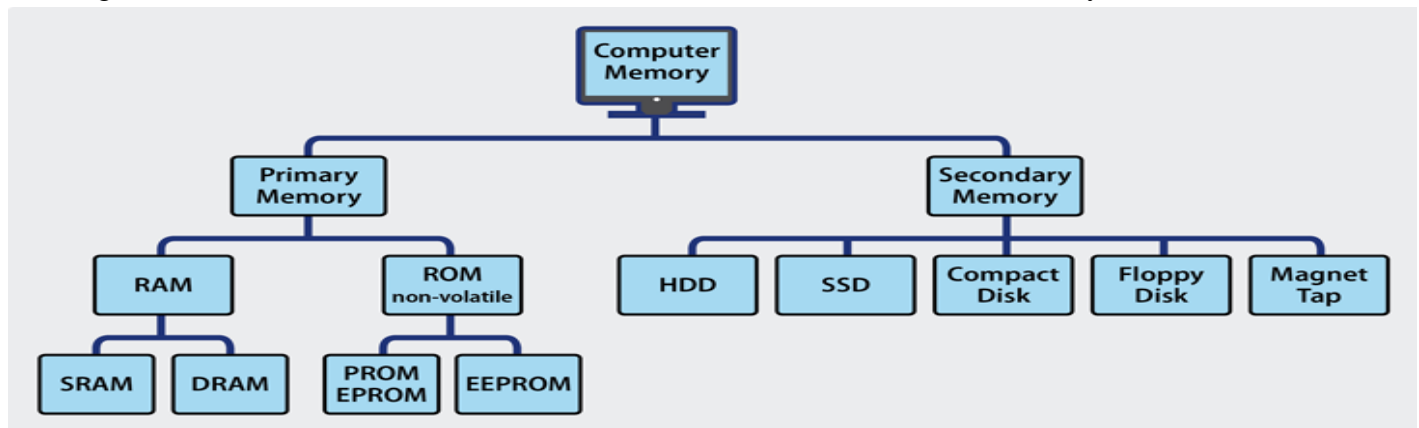 Computer
Memory
Primary
Memory
Secondary
Memory
RAM
ROM
non-volatile
HDD
SSD
Compact
Disk
Floppy
Disk
Magnet
Tap
SRAM
DRAM
PROM
EPROM
EEPROM